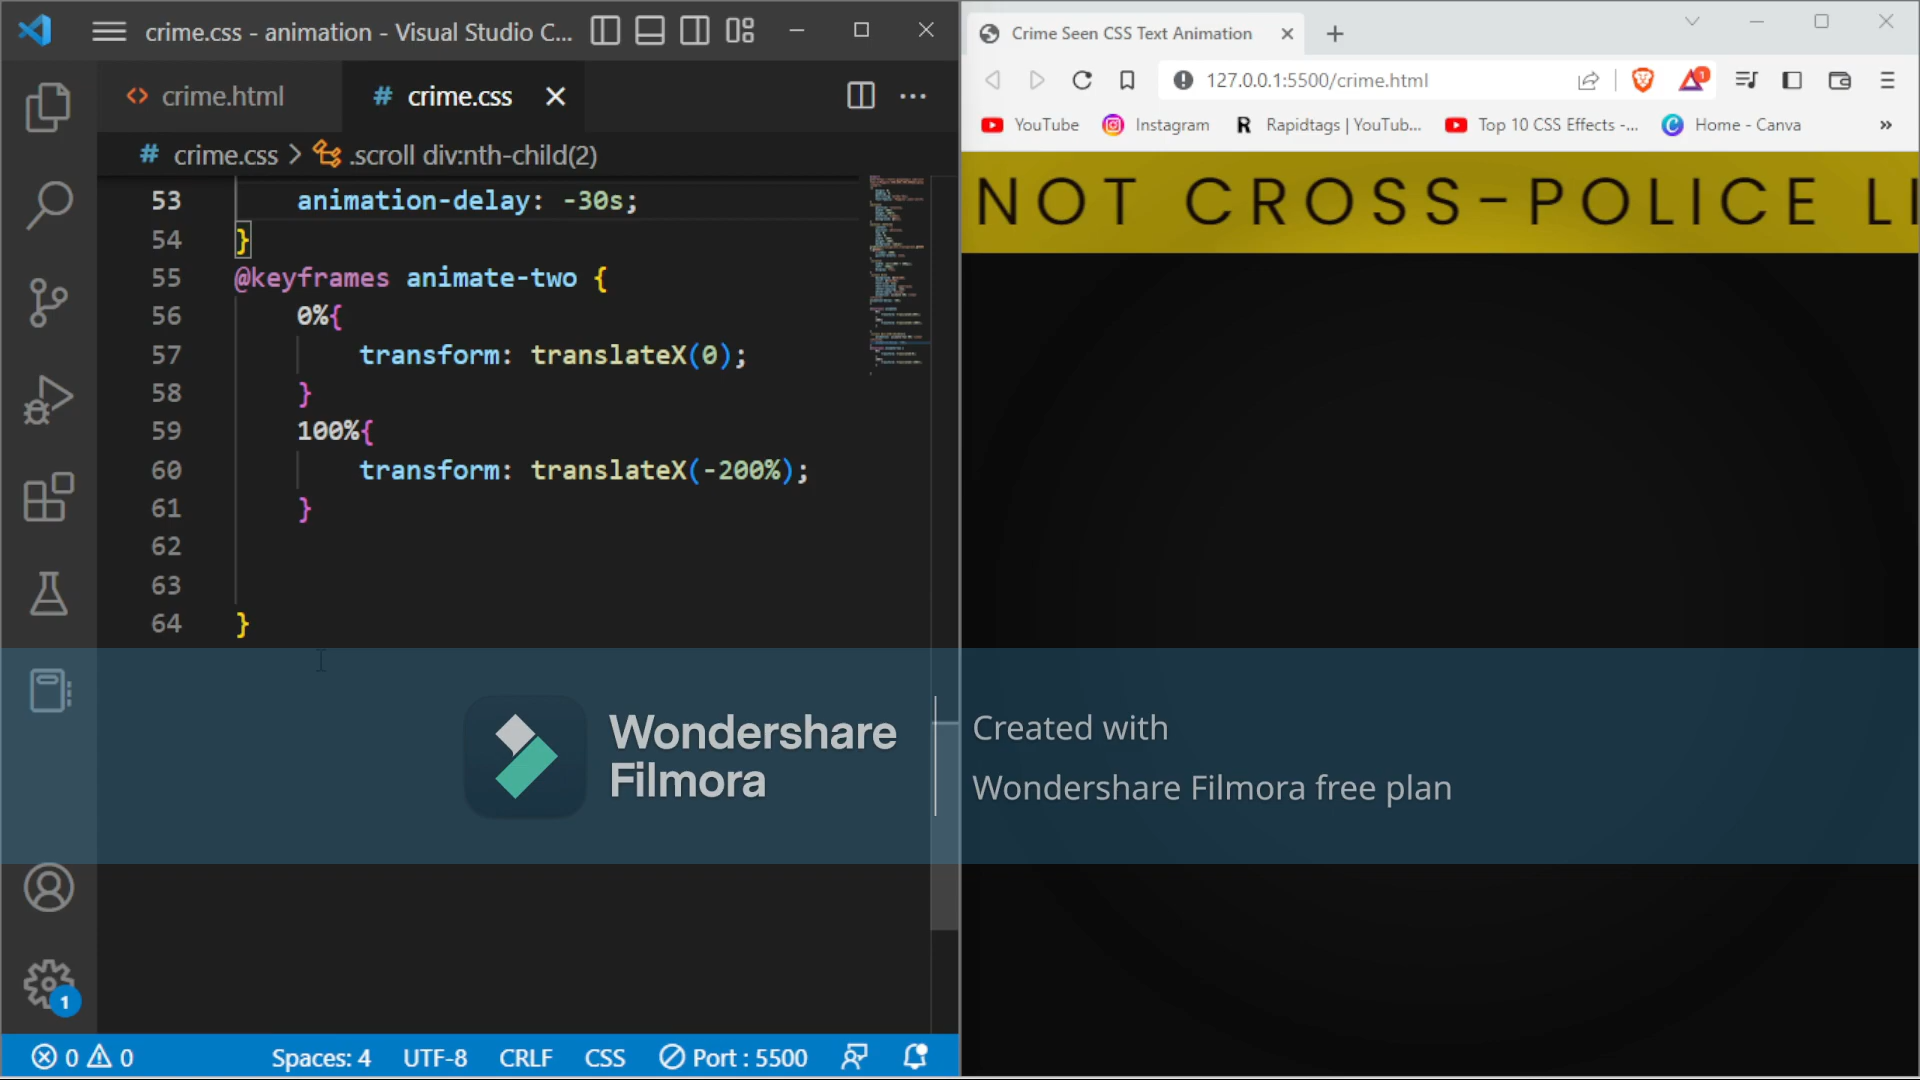 crime.css - animation - Visual Studio C...
crime.html
crime.css
crime.css > .scroll div:nth-child(2)
53 animation-delay: -30s;
54 }
55 @keyframes animate-two {
56 0%{
57 transform: translateX(0);
58 }
59 100%{
60 transform: translateX(-200%);
61 }
62
63
64 }
1
0 0
Spaces: 4
UTF-8
CRLF
CSS
Port : 5500
Crime Seen CSS Text Animation
127.0.0.1:5500/crime.html
1
YouTube
Instagram
R Rapidtags | YouTub...
Top 10 CSS Effects -...
Home - Canva
»
NOT CROSS-POLICE LI
Wondershare
Filmora
Created with
Wondershare Filmora free plan